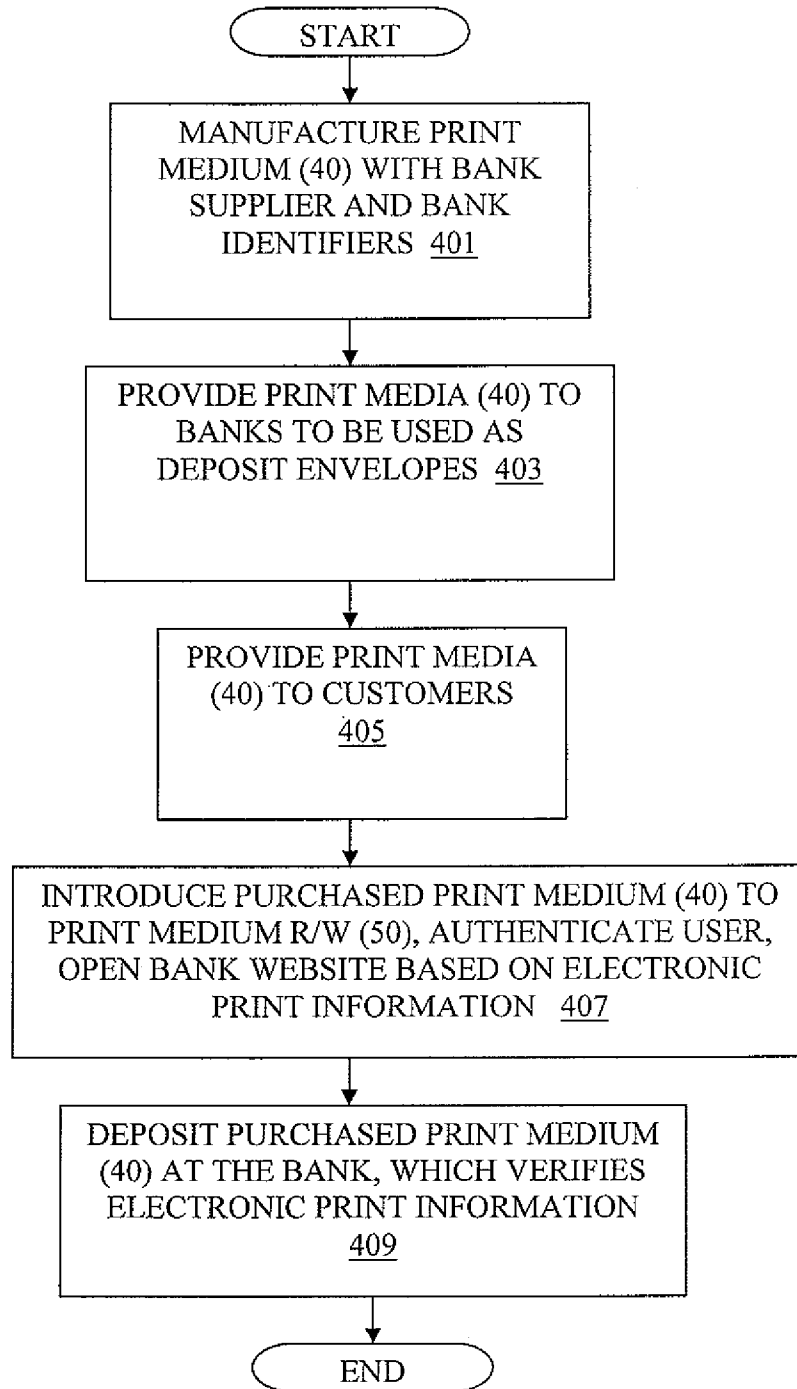 START
MANUFACTURE PRINT
MEDIUM (40) WITH BANK
SUPPLIER AND BANK
IDENTIFIERS 401
PROVIDE PRINT MEDIA (40) TO
BANKS TO BE USED AS
DEPOSIT ENVELOPES 403
PROVIDE PRINT MEDIA
(40) TO CUSTOMERS
405
INTRODUCE PURCHASED PRINT MEDIUM (40) TO
PRINT MEDIUM R/W (50), AUTHENTICATE USER,
OPEN BANK WEBSITE BASED ON ELECTRONIC
PRINT INFORMATION 407
DEPOSIT PURCHASED PRINT MEDIUM
(40) AT THE BANK, WHICH VERIFIES
ELECTRONIC PRINT INFORMATION
409
END